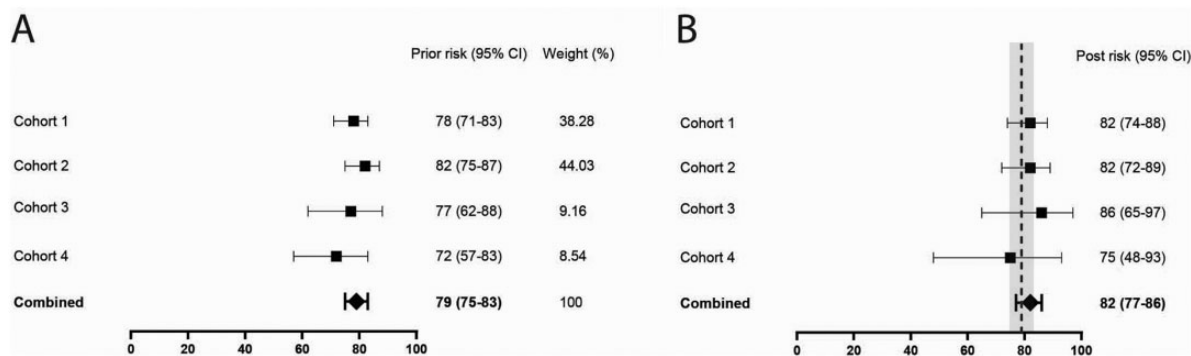 A
Prior risk (95% CI) Weight (%)
Cohort 1 78 (71-83) 38.28
Cohort 2 82 (75-87) 44.03
Cohort 3 77 (62-88) 9.16
Cohort 4 72 (57-83) 8.54
Combined 79 (75-83) 100
0 20 40 60 80 100
B
Post risk (95% CI)
Cohort 1 82 (74-88)
Cohort 2 82 (72-89)
Cohort 3 86 (65-97)
Cohort 4 75 (48-93)
Combined 82 (77-86)
0 20 40 60 80 100